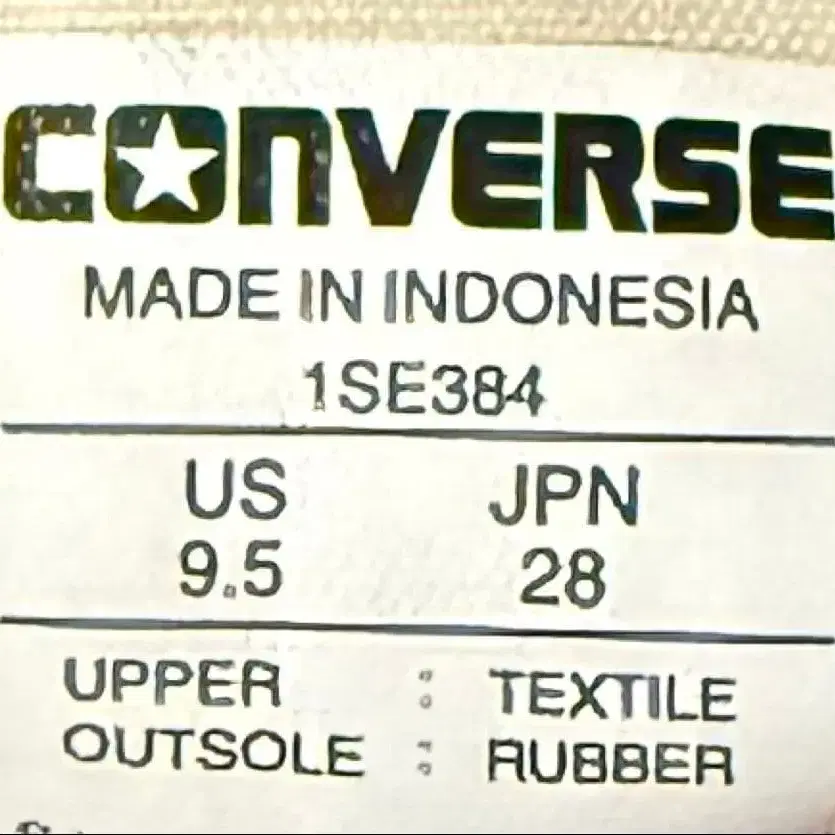 CONVERSE
MADE IN INDONESIA
1SE384
US JPN
9.5 28
UPPER : TEXTILE
OUTSOLE : RUBBER